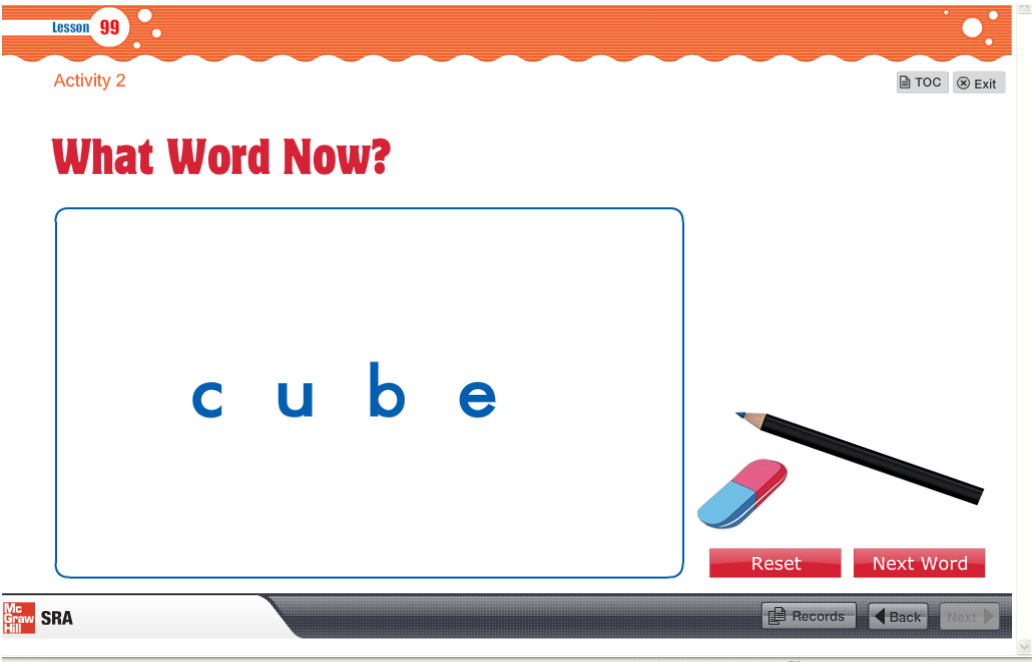 Lesson 99
Activity 2
TOC Exit
What Word Now?
c u b e
Reset Next Word
Mc
Graw
Hill
SRA
Records Back Next